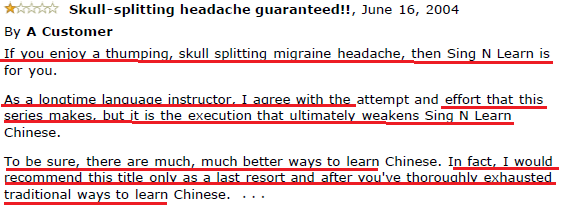 Skull-splitting headache guaranteed!!, June 16, 2004
By A Customer
If you enjoy a thumping, skull splitting migraine headache, then Sing N Learn is
for you.
As a longtime language instructor, I agree with the attempt and effort that this
series makes, but it is the execution that ultimately weakens Sing N Learn
Chinese.
To be sure, there are much, much better ways to learn Chinese. In fact, I would
recommend this title only as a last resort and after you've thoroughly exhausted
traditional ways to learn Chinese. ...